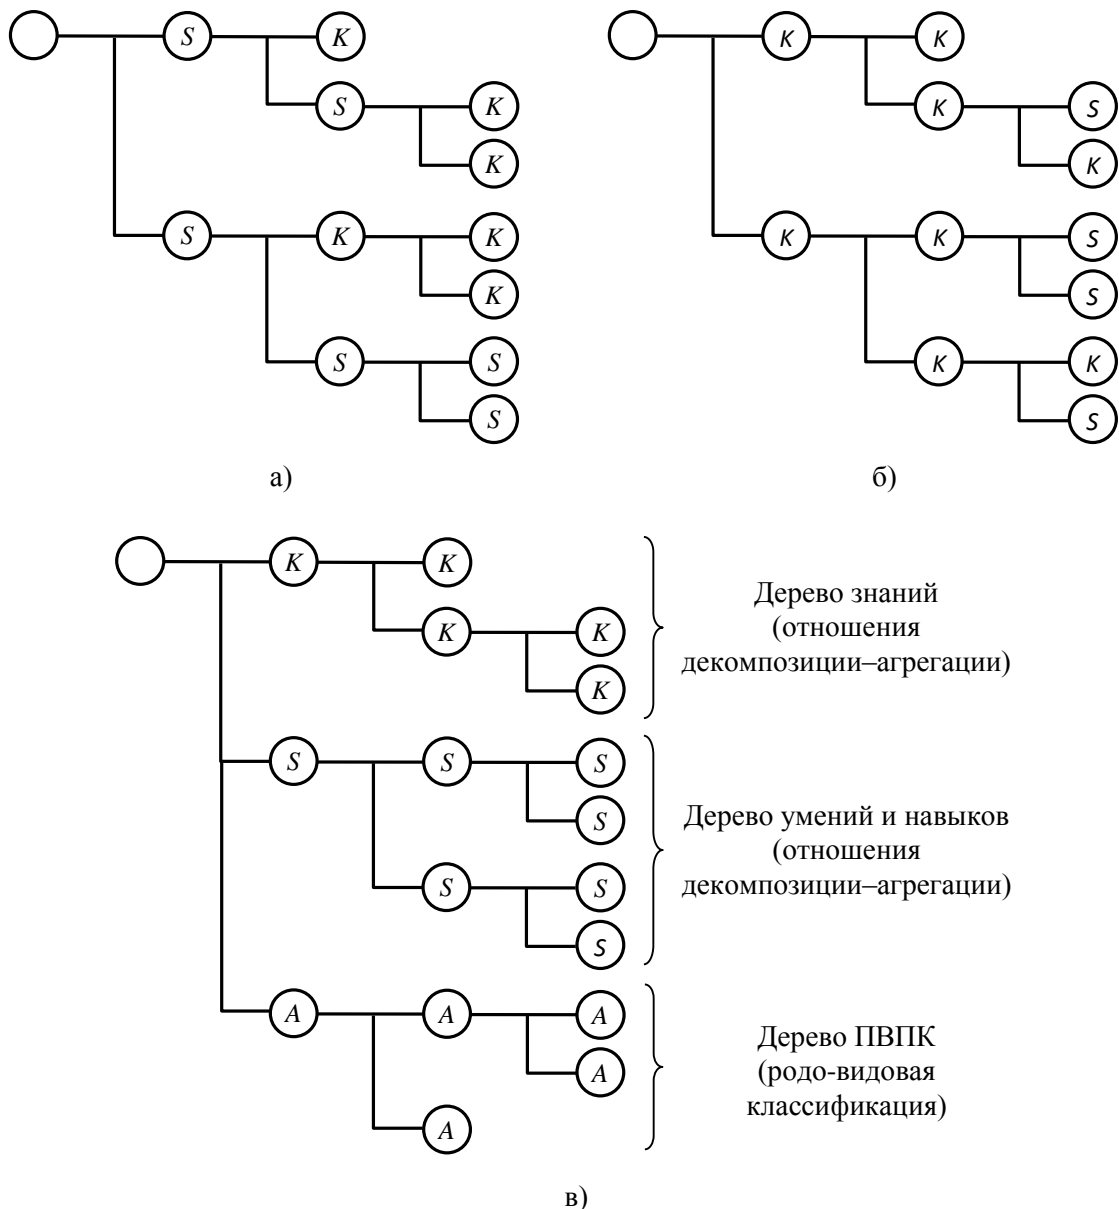 S K K K
S K K S
K K K
S K K K K S
K S
S S K K
S S
а) б)
K K
Дерево знаний
(отношения
декомпозиции–агрегации)
K K
K
S S S
S
Дерево умений и навыков
(отношения
декомпозиции–агрегации)
S S
S
A A A
Дерево ПВПК
(родо-видовая
классификация)
A
A
в)